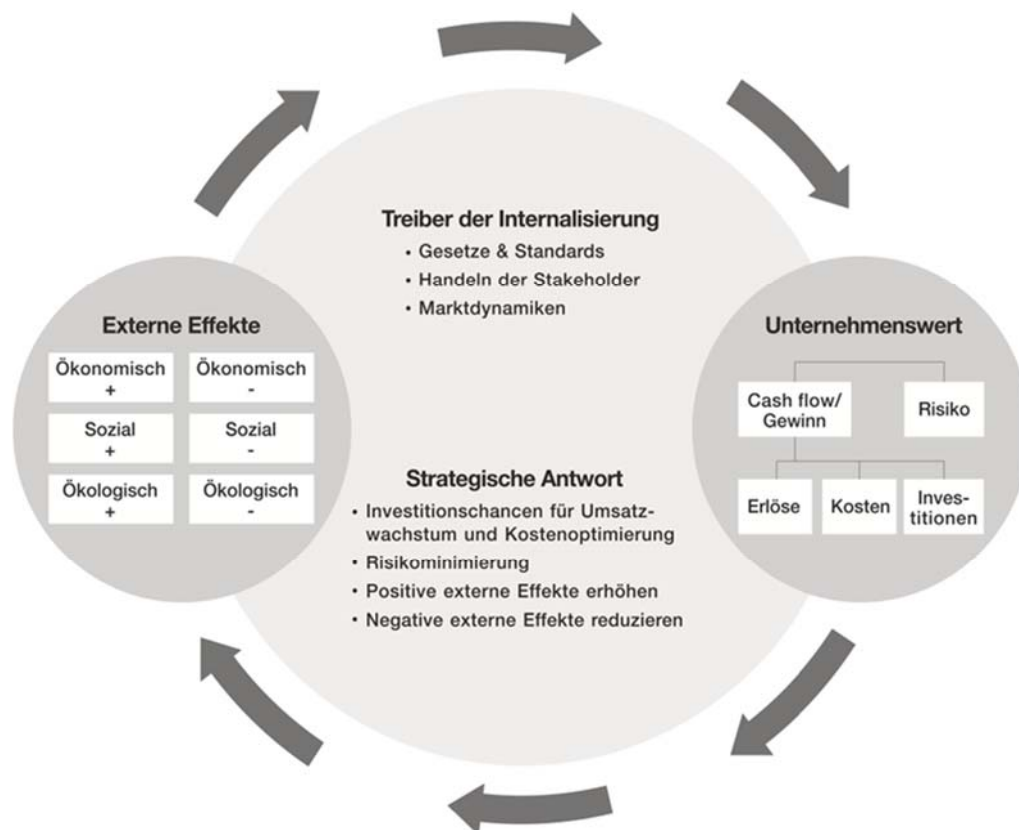 Treiber der Internalisierung
• Gesetze & Standards
• Handeln der Stakeholder
• Marktdynamiken
Externe Effekte
Ökonomisch
+
Ökonomisch
-
Sozial
+
Sozial
-
Ökologisch
+
Ökologisch
-
Unternehmenswert
Cash flow/
Gewinn
Risiko
Erlöse
Kosten
Inves-
titionen
Strategische Antwort
• Investitionschancen für Umsatz-
wachstum und Kostenoptimierung
• Risikominimierung
• Positive externe Effekte erhöhen
• Negative externe Effekte reduzieren